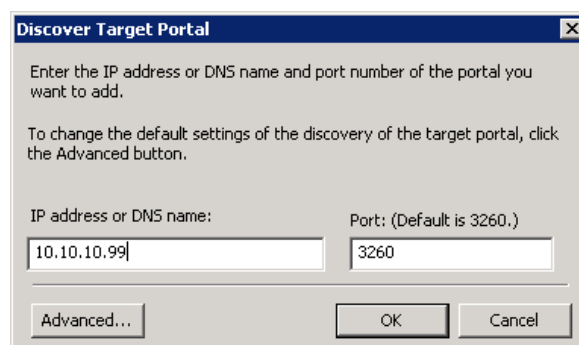 Discover Target Portal
Enter the IP address or DNS name and port number of the portal you
want to add.
To change the default settings of the discovery of the target portal, click
the Advanced button.
IP address or DNS name:
Port: (Default is 3260.)
10.10.10.99
3260
Advanced...
OK
Cancel